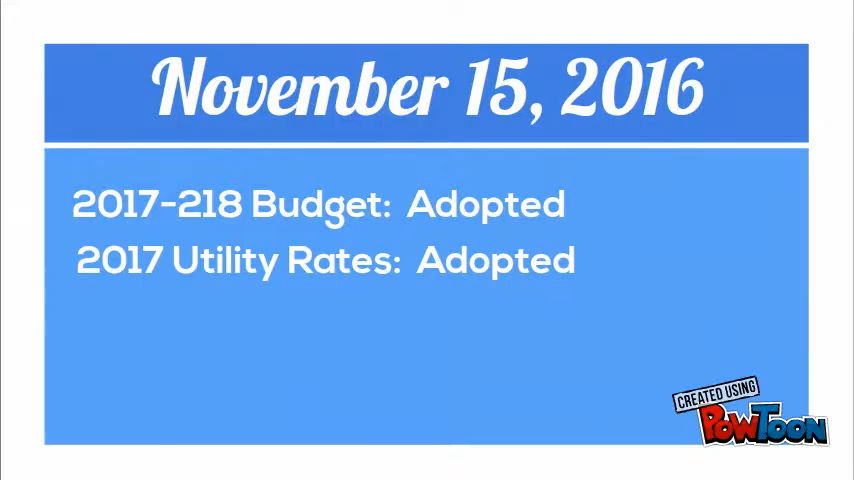 November 15, 2016
2017-218 Budget: Adopted
2017 Utility Rates: Adopted
CREATED USING
POWTOON